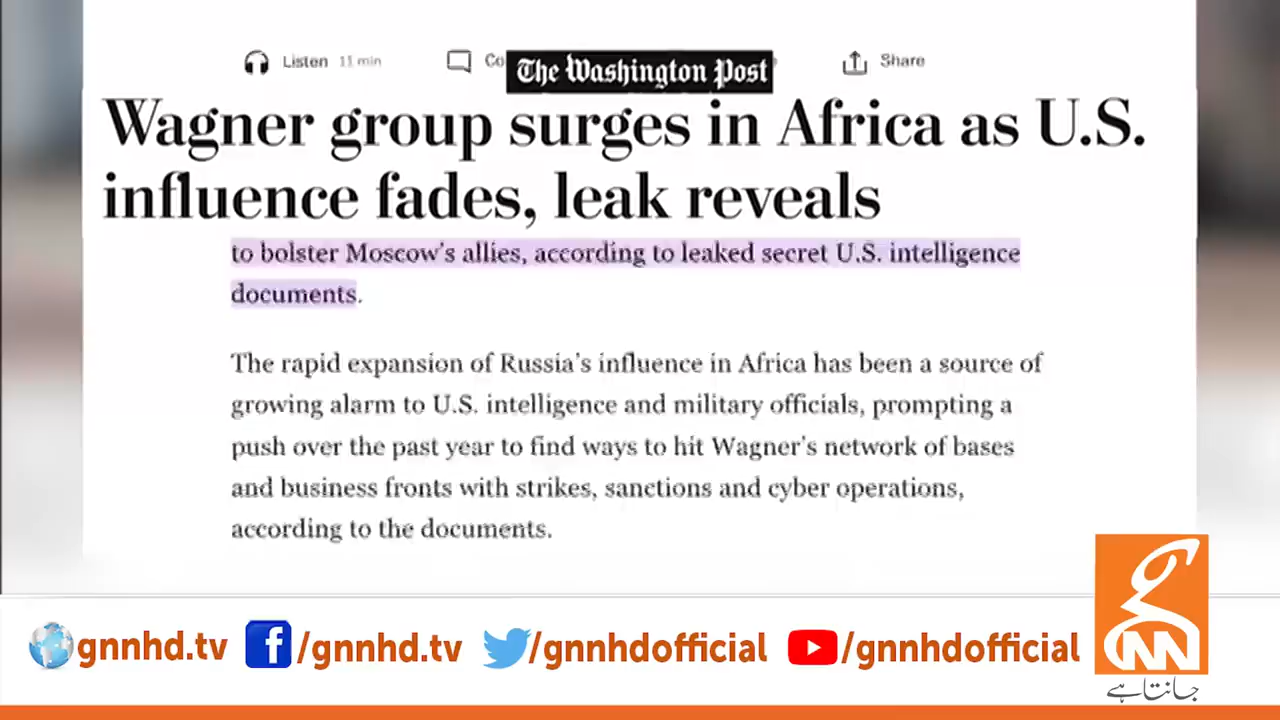 Listen 11 min
Co
The Washington Post
Share
Wagner group surges in Africa as U.S.
influence fades, leak reveals
to bolster Moscow's allies, according to leaked secret U.S. intelligence
documents.
The rapid expansion of Russia's influence in Africa has been a source of
growing alarm to U.S. intelligence and military officials, prompting a
push over the past year to find ways to hit Wagner's network of bases
and business fronts with strikes, sanctions and cyber operations,
according to the documents.
gnnhd.tv
/gnnhd.tv
/gnnhdofficial
/gnnhdofficial
GNN
جانتا ہے